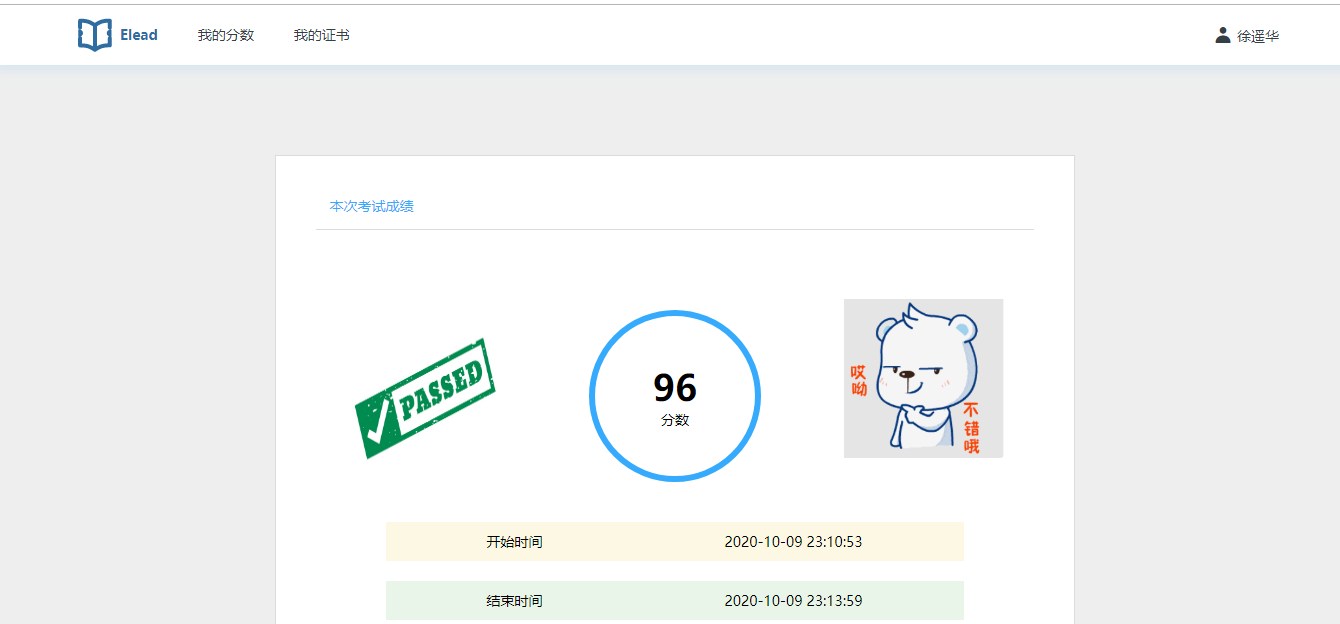 Elead 我的分数 我的证书 徐遥华
本次考试成绩
PASSED
96
分数
哎呦
不错哦
开始时间 2020-10-09 23:10:53
结束时间 2020-10-09 23:13:59